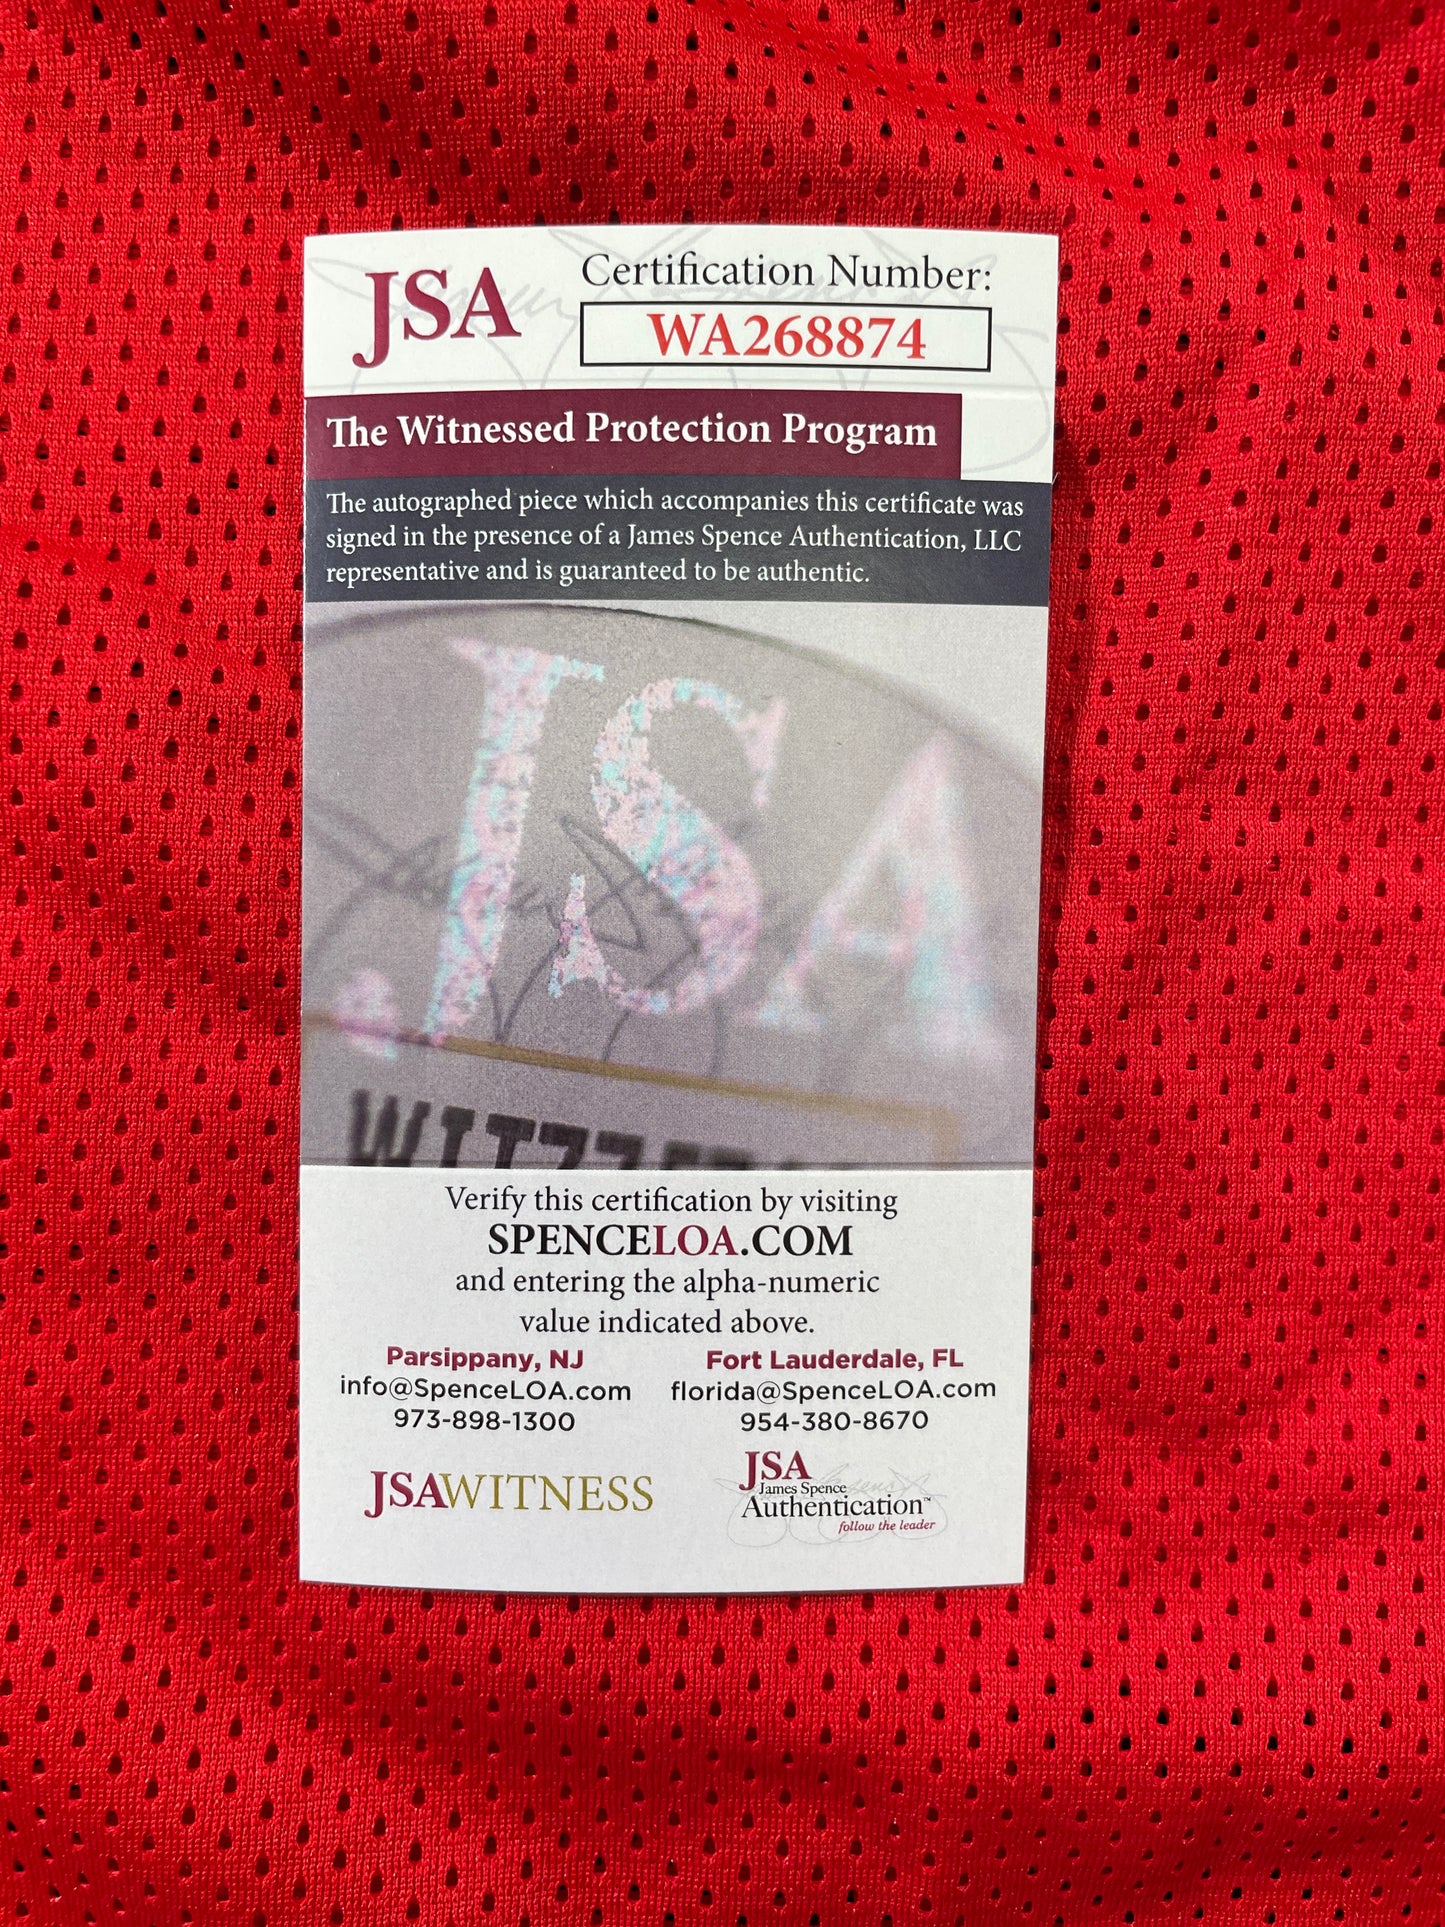 JSA
Certification Number:
WA268874
The Witnessed Protection Program
The autographed piece which accompanies this certificate was
signed in the presence of a James Spence Authentication, LLC
representative and is guaranteed to be authentic.
JSA
Verify this certification by visiting
SPENCELOA.COM
and entering the alpha-numeric
value indicated above.
Parsippany, NJ
info@SpenceLOA.com
973-898-1300
Fort Lauderdale, FL
florida@SpenceLOA.com
954-380-8670
JSAWITNESS
JSA
James Spence
Authentication™
follow the leader